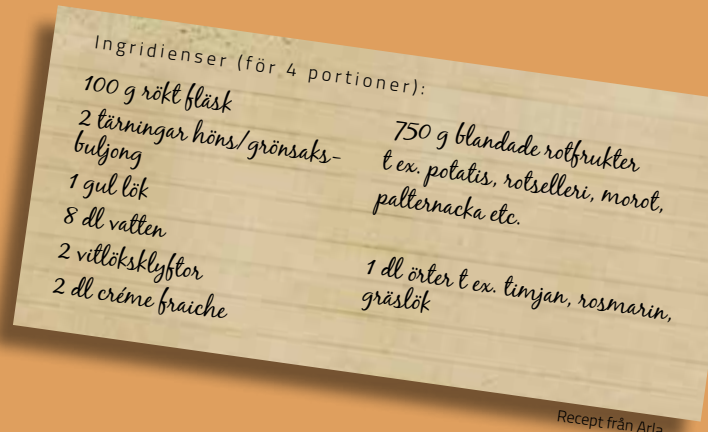 Ingridienser (för 4 portioner):
100 g rökt fläsk
2 tärningar höns/grönsaks-
buljong
1 gul lök
8 dl vatten
2 vitlöksklyftor
2 dl créme fraiche
750 g blandade rotfrukter
t ex. potatis, rotselleri, morot,
palternacka etc.
1 dl örter t ex. timjan, rosmarin,
gräslök
Recept från Arla